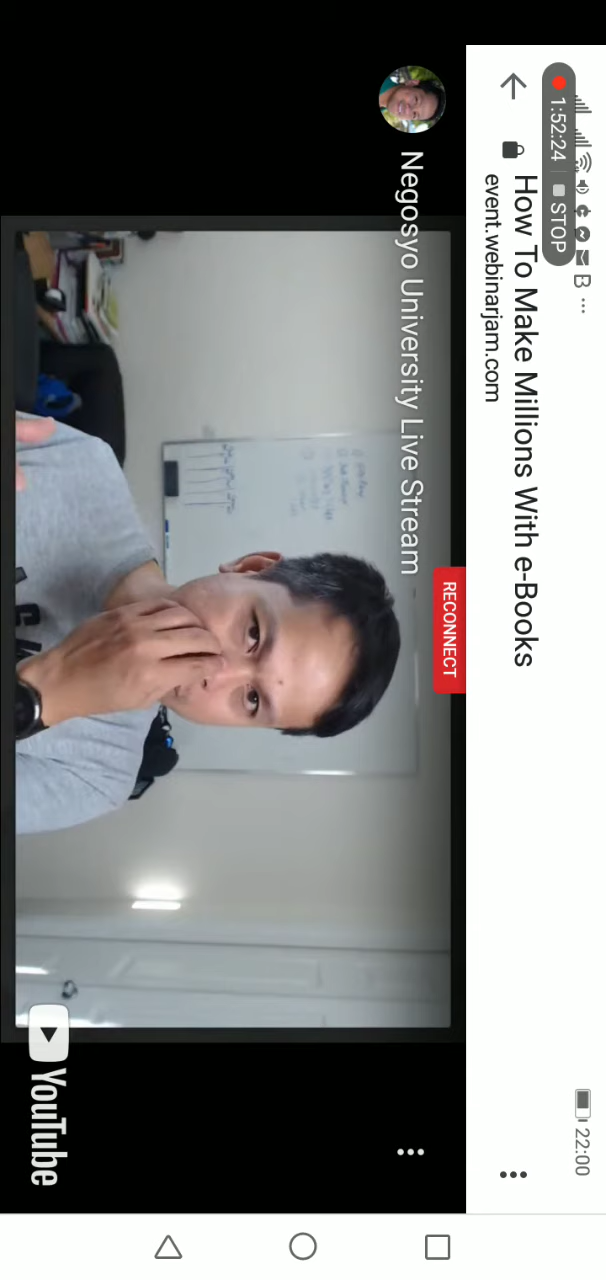 1:52:24 STOP
B ...
22:00
How To Make Millions With e-Books
event.webinarjam.com
RECONNECT
Negosyo University Live Stream
YouTube